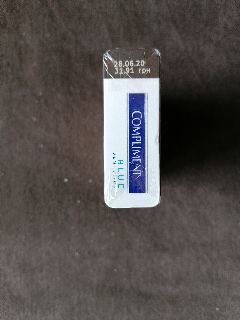 28.06.20
31.91 грн
COMPLIMENT
BLUE